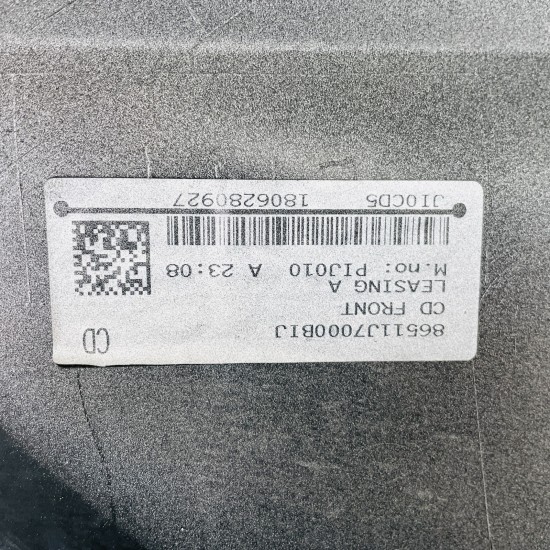 86511J7000BIJ
CD FRONT
LEASING A
M.no: PIJ010 A 23:08
JI0CD5 1806280927
CD